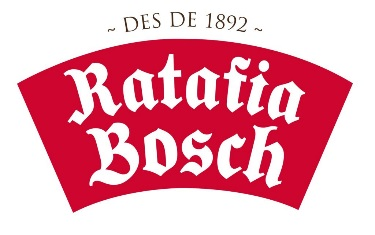 ~ DES DE 1892 ~
Ratafia
Bosch